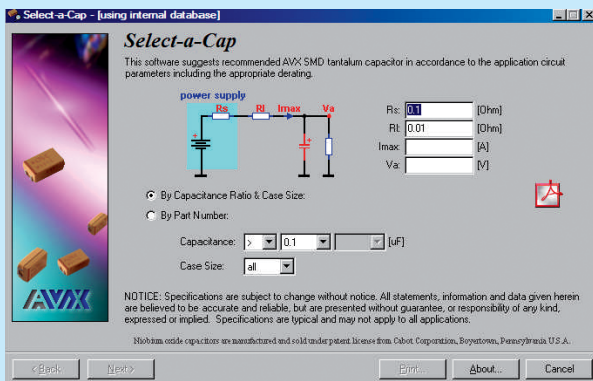 Select-a-Cap - [using internal database]
Select-a-Cap
This software suggests recommended AVX SMD tantalum capacitor in accordance to the application circuit
parameters including the appropriate derating.
power supply
Rs Rl Imax Va
Rs: 0.1 [Ohm]
Rl: 0.01 [Ohm]
Imax: [A]
Va: [V]
By Capacitance Ratio & Case Size:
By Part Number:
Capacitance: > 0.1 [uF]
Case Size: all
AVX
NOTICE: Specifications are subject to change without notice. All statements, information and data given herein
are believed to be accurate and reliable, but are presented without guarantee, or responsibility of any kind,
expressed or implied. Specifications are typical and may not apply to all applications.
Niobium oxide capacitors are manufactured and sold under patent license from Cabot Corporation, Boyertown, Pennsylvania U.S.A.
< Back Next > Print... About... Cancel